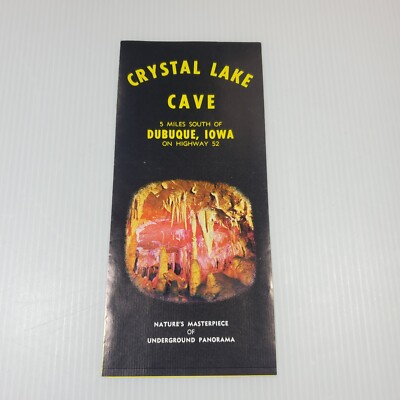 CRYSTAL LAKE
CAVE
5 MILES SOUTH OF
DUBUQUE, IOWA
ON HIGHWAY 52
NATURE'S MASTERPIECE
OF
UNDERGROUND PANORAMA